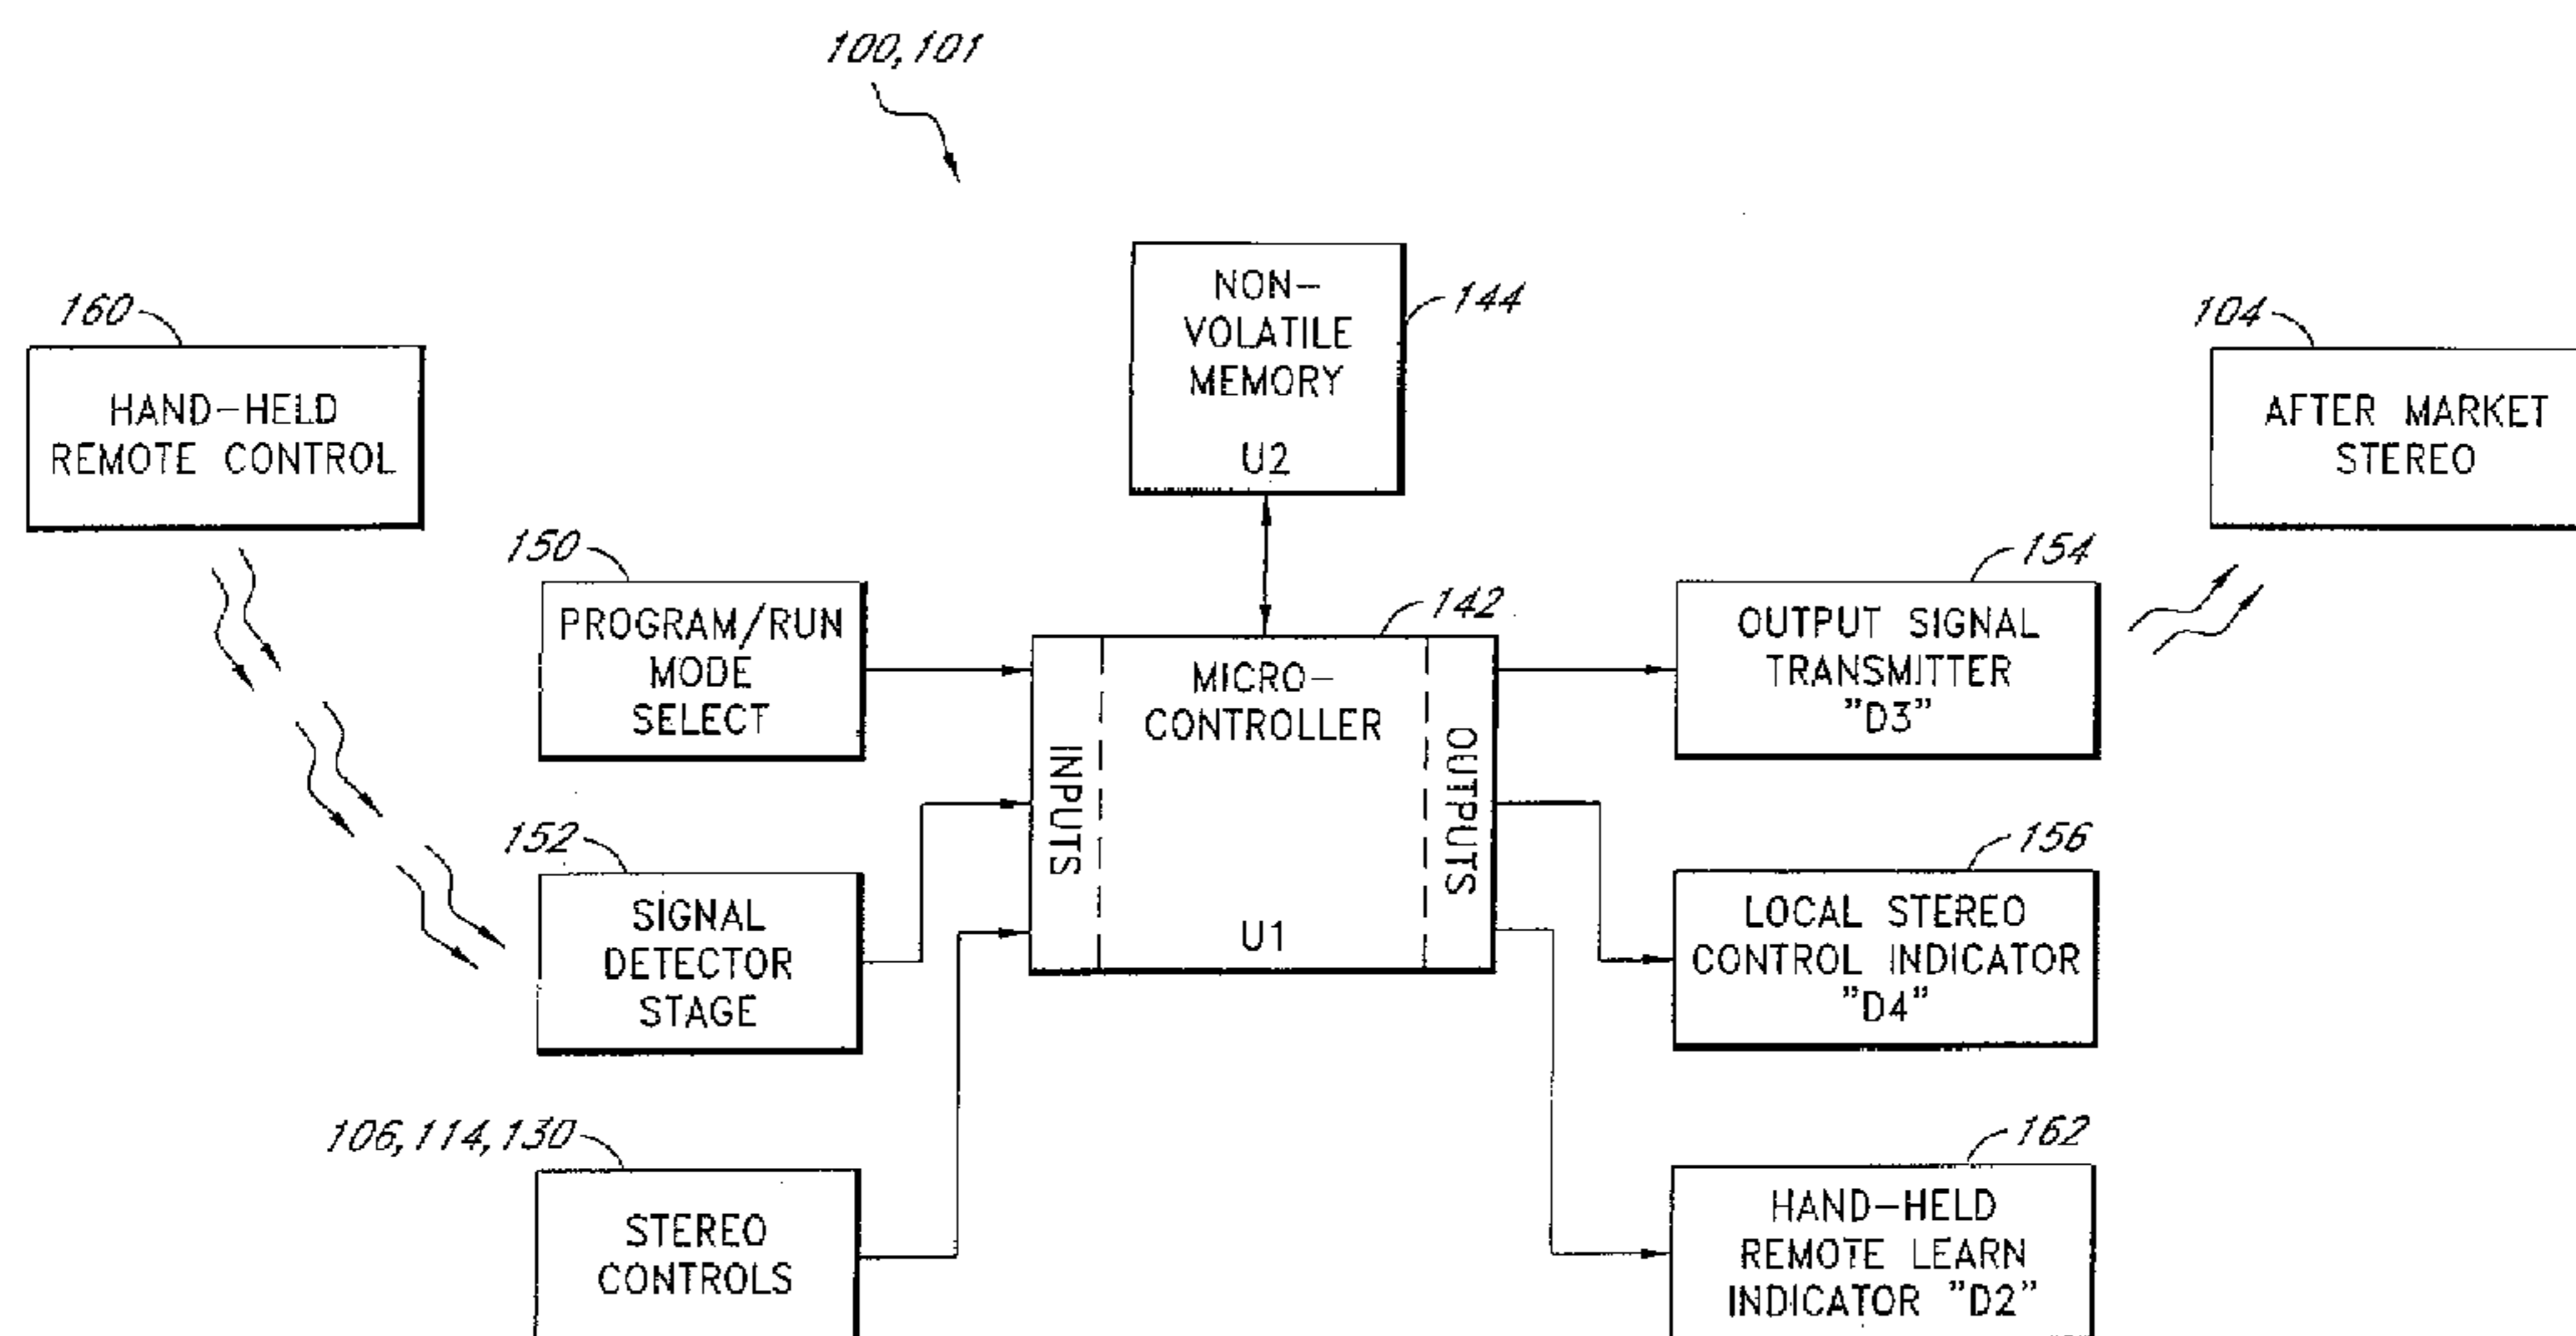 100, 101
160
HAND-HELD
REMOTE CONTROL
NON-
VOLATILE
MEMORY
U2
144
104
AFTER MARKET
STEREO
150
PROGRAM/RUN
MODE
SELECT
142
MICRO-
CONTROLLER
U1
INPUTS
OUTPUTS
154
OUTPUT SIGNAL
TRANSMITTER
"D3"
152
SIGNAL
DETECTOR
STAGE
156
LOCAL STEREO
CONTROL INDICATOR
"D4"
106, 114, 130
STEREO
CONTROLS
162
HAND-HELD
REMOTE LEARN
INDICATOR "D2"